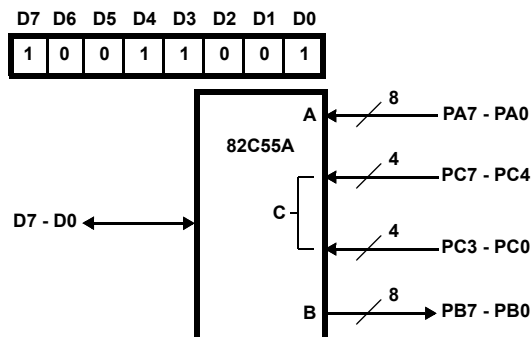 D7 D6 D5 D4 D3 D2 D1 D0
1 0 0 1 1 0 0 1
A 8 PA7 - PA0
82C55A
4 PC7 - PC4
C
D7 - D0
4 PC3 - PC0
B 8 PB7 - PB0